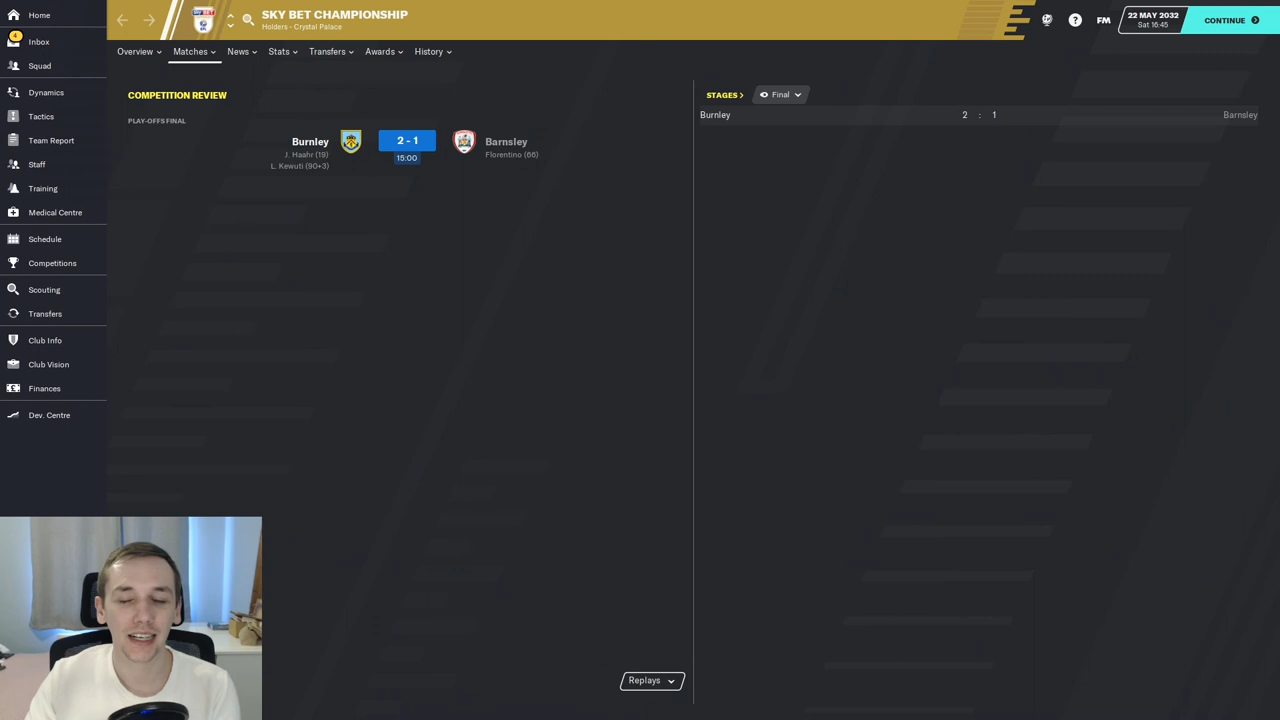 SKY BET CHAMPIONSHIP
Holders - Crystal Palace
FM
22 MAY 2032
Sat 16:45
CONTINUE
Overview
Matches
News
Stats
Transfers
Awards
History
Home
4
Inbox
Squad
Dynamics
Tactics
Team Report
Staff
Training
Medical Centre
Schedule
Competitions
Scouting
Transfers
Club Info
Club Vision
Finances
Dev. Centre
COMPETITION REVIEW
PLAY-OFFS FINAL
Burnley
2 - 1
Barnsley
J. Haahr (19)
15:00
Florentino (66)
L. Kewuti (90+3)
STAGES >
Final
Burnley 2 : 1 Barnsley
Replays